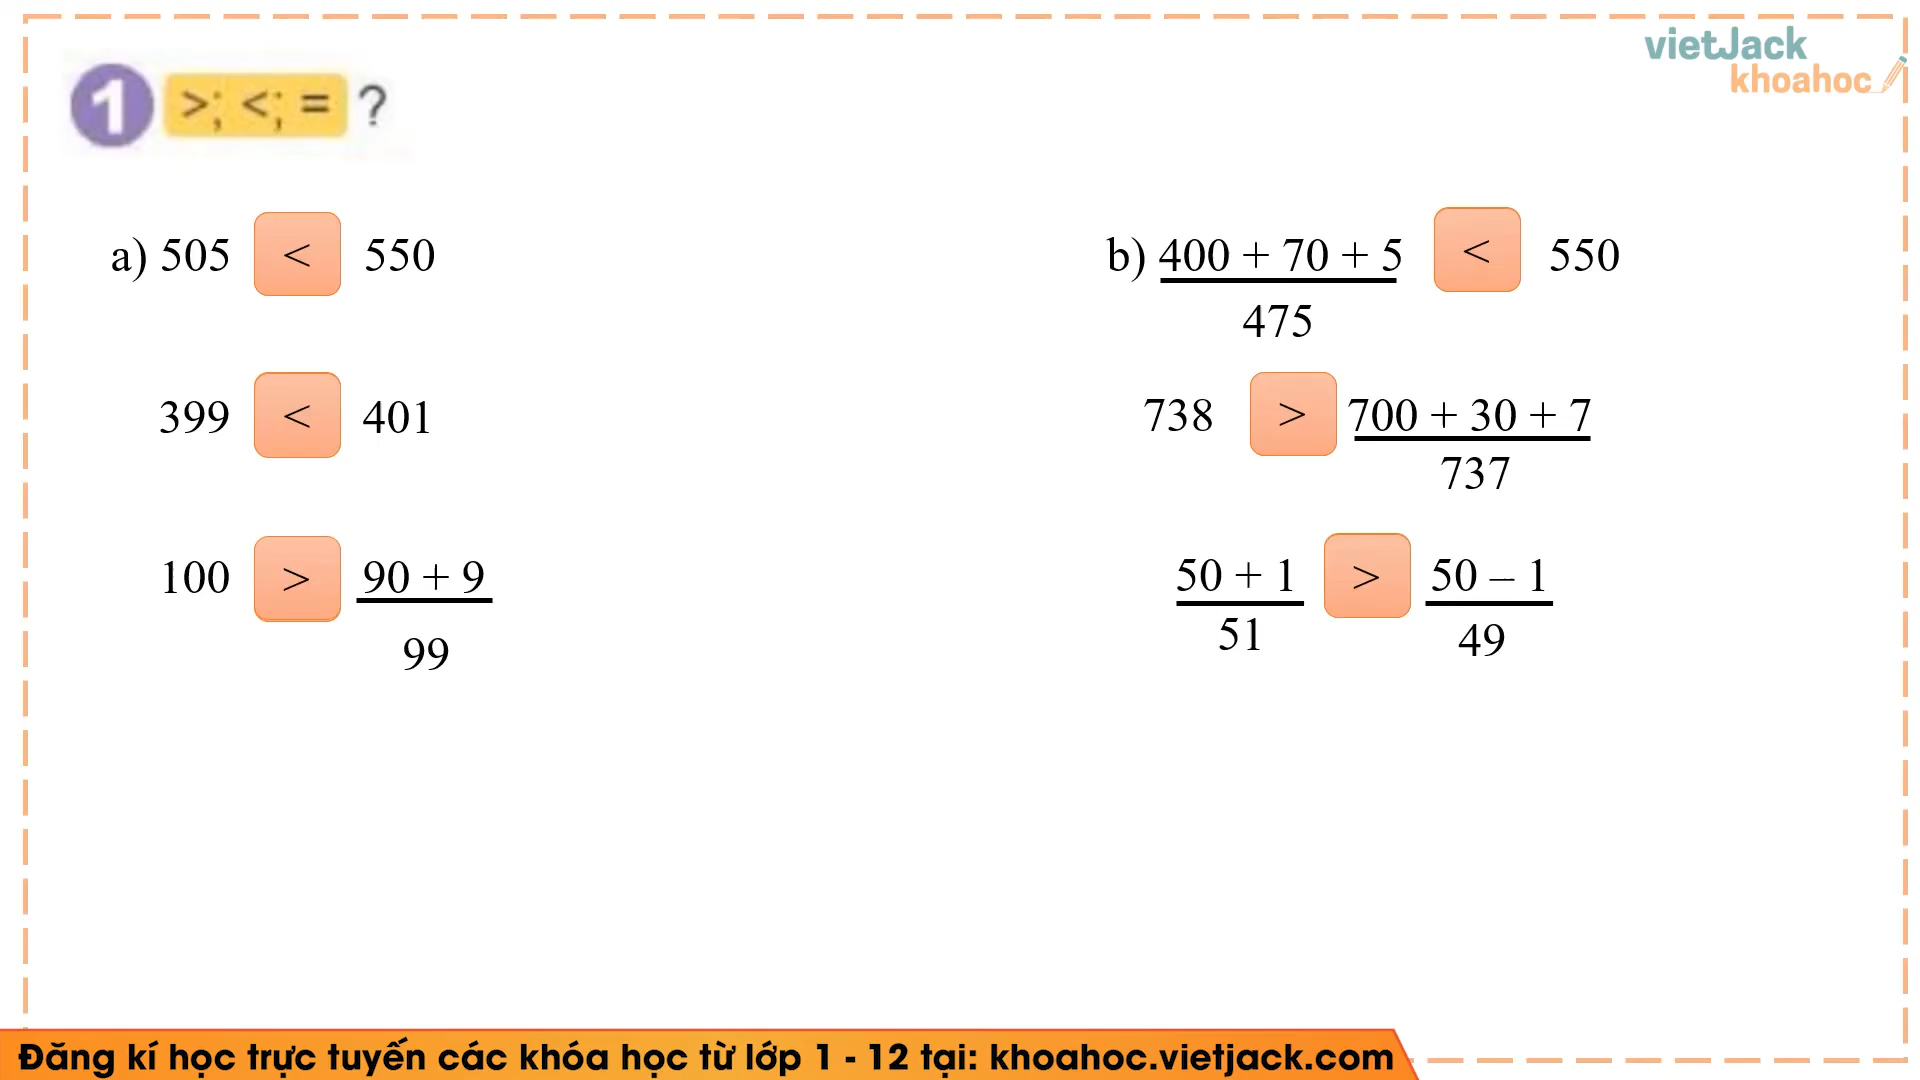 vietJack
khoahoc
1 >; <; = ?
a) 505 < 550
399 < 401
100 > 90 + 9
99
b) 400 + 70 + 5 < 550
475
738 > 700 + 30 + 7
737
50 + 1 > 50 – 1
51 49
Đăng kí học trực tuyến các khóa học từ lớp 1 - 12 tại: khoahoc.vietjack.com